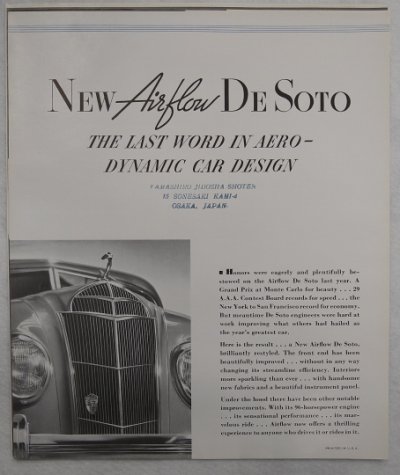 NEW Airflow DE SOTO
THE LAST WORD IN AERO-
DYNAMIC CAR DESIGN
YAMASHIRO JIDOSHA SHOTEN
15 SONESAKI KAMI-4
OSAKA, JAPAN
Honors were eagerly and plentifully be-
stowed on the Airflow De Soto last year. A
Grand Prix at Monte Carlo for beauty . . . 29
A.A.A. Contest Board records for speed . . . the
New York to San Francisco record for economy.
But meantime De Soto engineers were hard at
work improving what others had hailed as
the year's greatest car.
Here is the result . . . a New Airflow De Soto,
brilliantly restyled. The front end has been
beautifully improved . . . without in any way
changing its streamline efficiency. Interiors
more sparkling than ever . . . with handsome
new fabrics and a beautiful instrument panel.
Under the hood there have been other notable
improvements. With its 96-horsepower engine
. . . its sensational performance . . . its mar-
velous ride . . . Airflow now offers a thrilling
experience to anyone who drives it or rides in it.
PRINTED IN U.S.A.